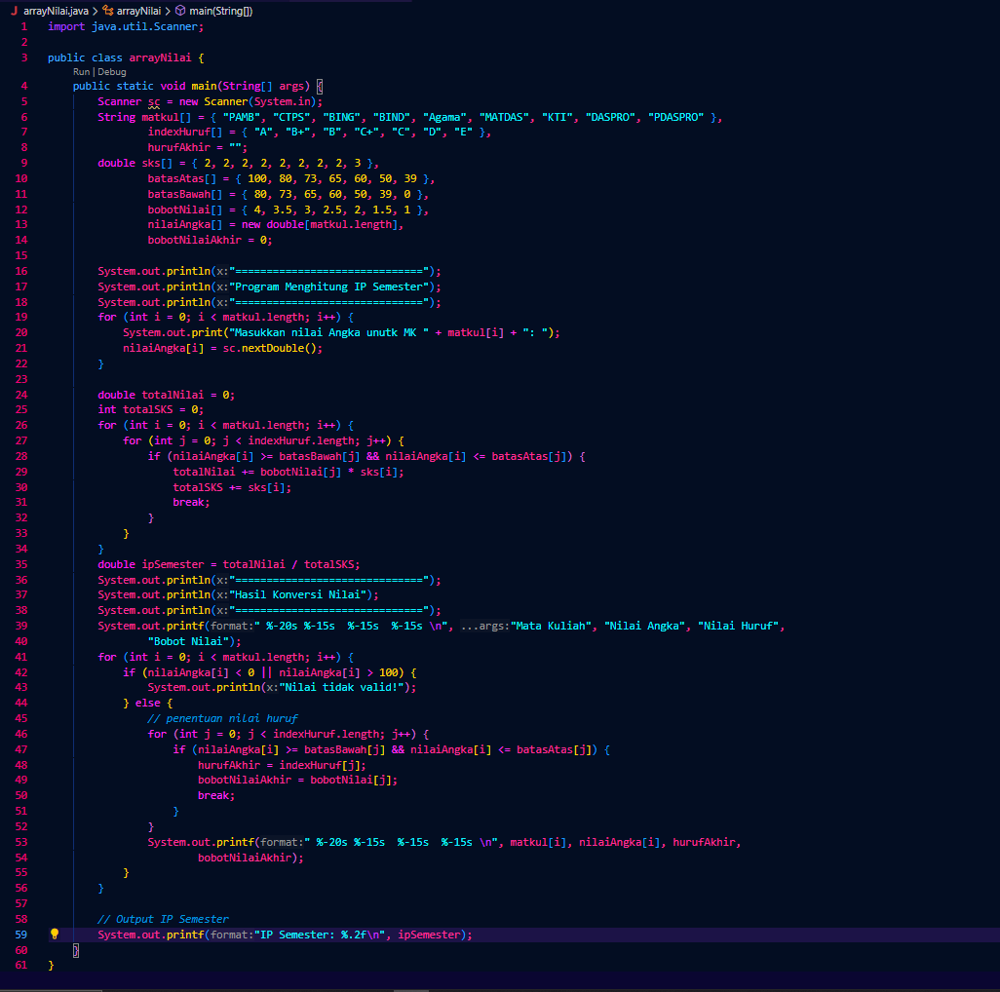 arrayNilai.java > arrayNilai > main(String[])
1 import java.util.Scanner;
2
3 public class arrayNilai {
Run | Debug
4 public static void main(String[] args) {
5 Scanner sc = new Scanner(System.in);
6 String matkul[] = { "PAMB", "CTPS", "BING", "BIND", "Agama", "MATDAS", "KTI", "DASPRO", "PDASPRO" },
7 indexHuruf[] = { "A", "B+", "B", "C+", "C", "D", "E" },
8 hurufAkhir = "";
9 double sks[] = { 2, 2, 2, 2, 2, 2, 2, 2, 3 },
10 batasAtas[] = { 100, 80, 73, 65, 60, 50, 39 },
11 batasBawah[] = { 80, 73, 65, 60, 50, 39, 0 },
12 bobotNilai[] = { 4, 3.5, 3, 2.5, 2, 1.5, 1 },
13 nilaiAngka[] = new double[matkul.length],
14 bobotNilaiAkhir = 0;
15
16 System.out.println(x:"==============================");
17 System.out.println(x:"Program Menghitung IP Semester");
18 System.out.println(x:"==============================");
19 for (int i = 0; i < matkul.length; i++) {
20 System.out.print("Masukkan nilai Angka unutk MK " + matkul[i] + ": ");
21 nilaiAngka[i] = sc.nextDouble();
22 }
23
24 double totalNilai = 0;
25 int totalSKS = 0;
26 for (int i = 0; i < matkul.length; i++) {
27 for (int j = 0; j < indexHuruf.length; j++) {
28 if (nilaiAngka[i] >= batasBawah[j] && nilaiAngka[i] <= batasAtas[j]) {
29 totalNilai += bobotNilai[j] * sks[i];
30 totalSKS += sks[i];
31 break;
32 }
33 }
34 }
35 double ipSemester = totalNilai / totalSKS;
36 System.out.println(x:"==============================");
37 System.out.println(x:"Hasil Konversi Nilai");
38 System.out.println(x:"==============================");
39 System.out.printf(format:" %-20s %-15s  %-15s  %-15s \n", ...args:"Mata Kuliah", "Nilai Angka", "Nilai Huruf",
40 "Bobot Nilai");
41 for (int i = 0; i < matkul.length; i++) {
42 if (nilaiAngka[i] < 0 || nilaiAngka[i] > 100) {
43 System.out.println(x:"Nilai tidak valid!");
44 } else {
45 // penentuan nilai huruf
46 for (int j = 0; j < indexHuruf.length; j++) {
47 if (nilaiAngka[i] >= batasBawah[j] && nilaiAngka[i] <= batasAtas[j]) {
48 hurufAkhir = indexHuruf[j];
49 bobotNilaiAkhir = bobotNilai[j];
50 break;
51 }
52 }
53 System.out.printf(format:" %-20s %-15s  %-15s  %-15s \n", matkul[i], nilaiAngka[i], hurufAkhir,
54 bobotNilaiAkhir);
55 }
56 }
57
58 // Output IP Semester
59 System.out.printf(format:"IP Semester: %.2f\n", ipSemester);
60 }
61 }